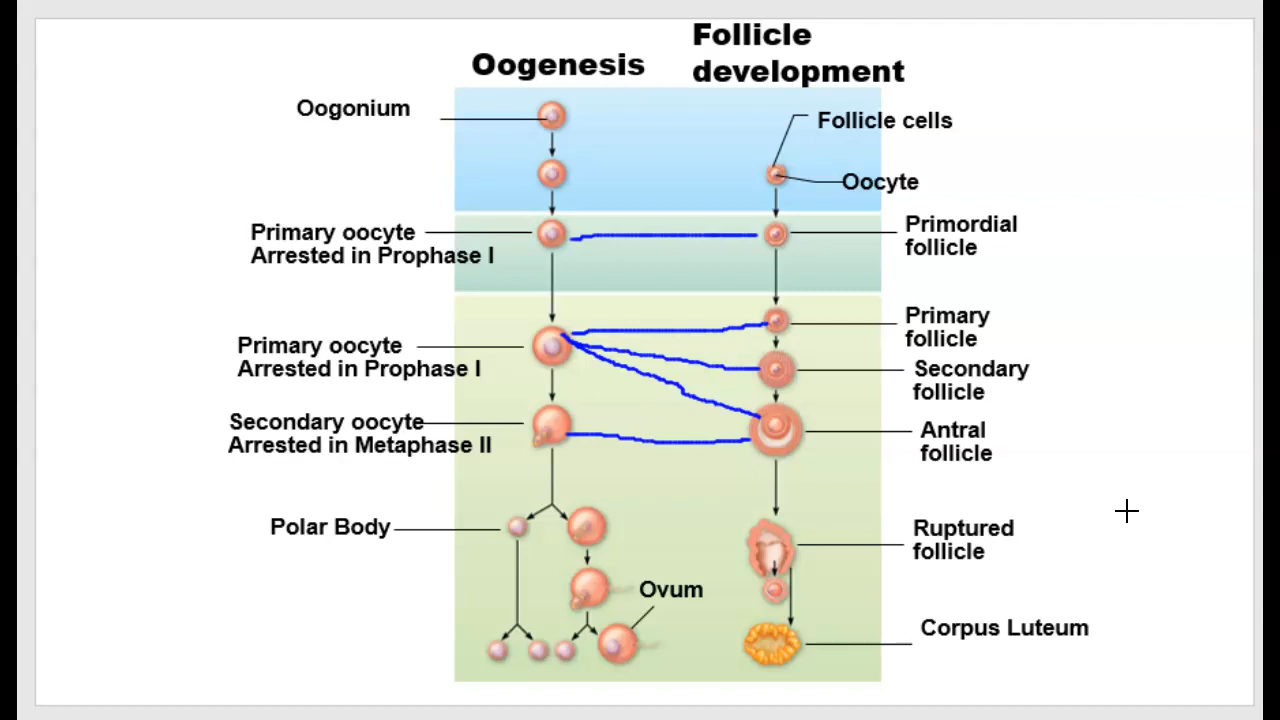 Oogenesis
Follicle
development
Oogonium
Follicle cells
Oocyte
Primary oocyte
Arrested in Prophase I
Primordial
follicle
Primary
follicle
Primary oocyte
Arrested in Prophase I
Secondary
follicle
Secondary oocyte
Arrested in Metaphase II
Antral
follicle
Polar Body
Ruptured
follicle
Ovum
Corpus Luteum